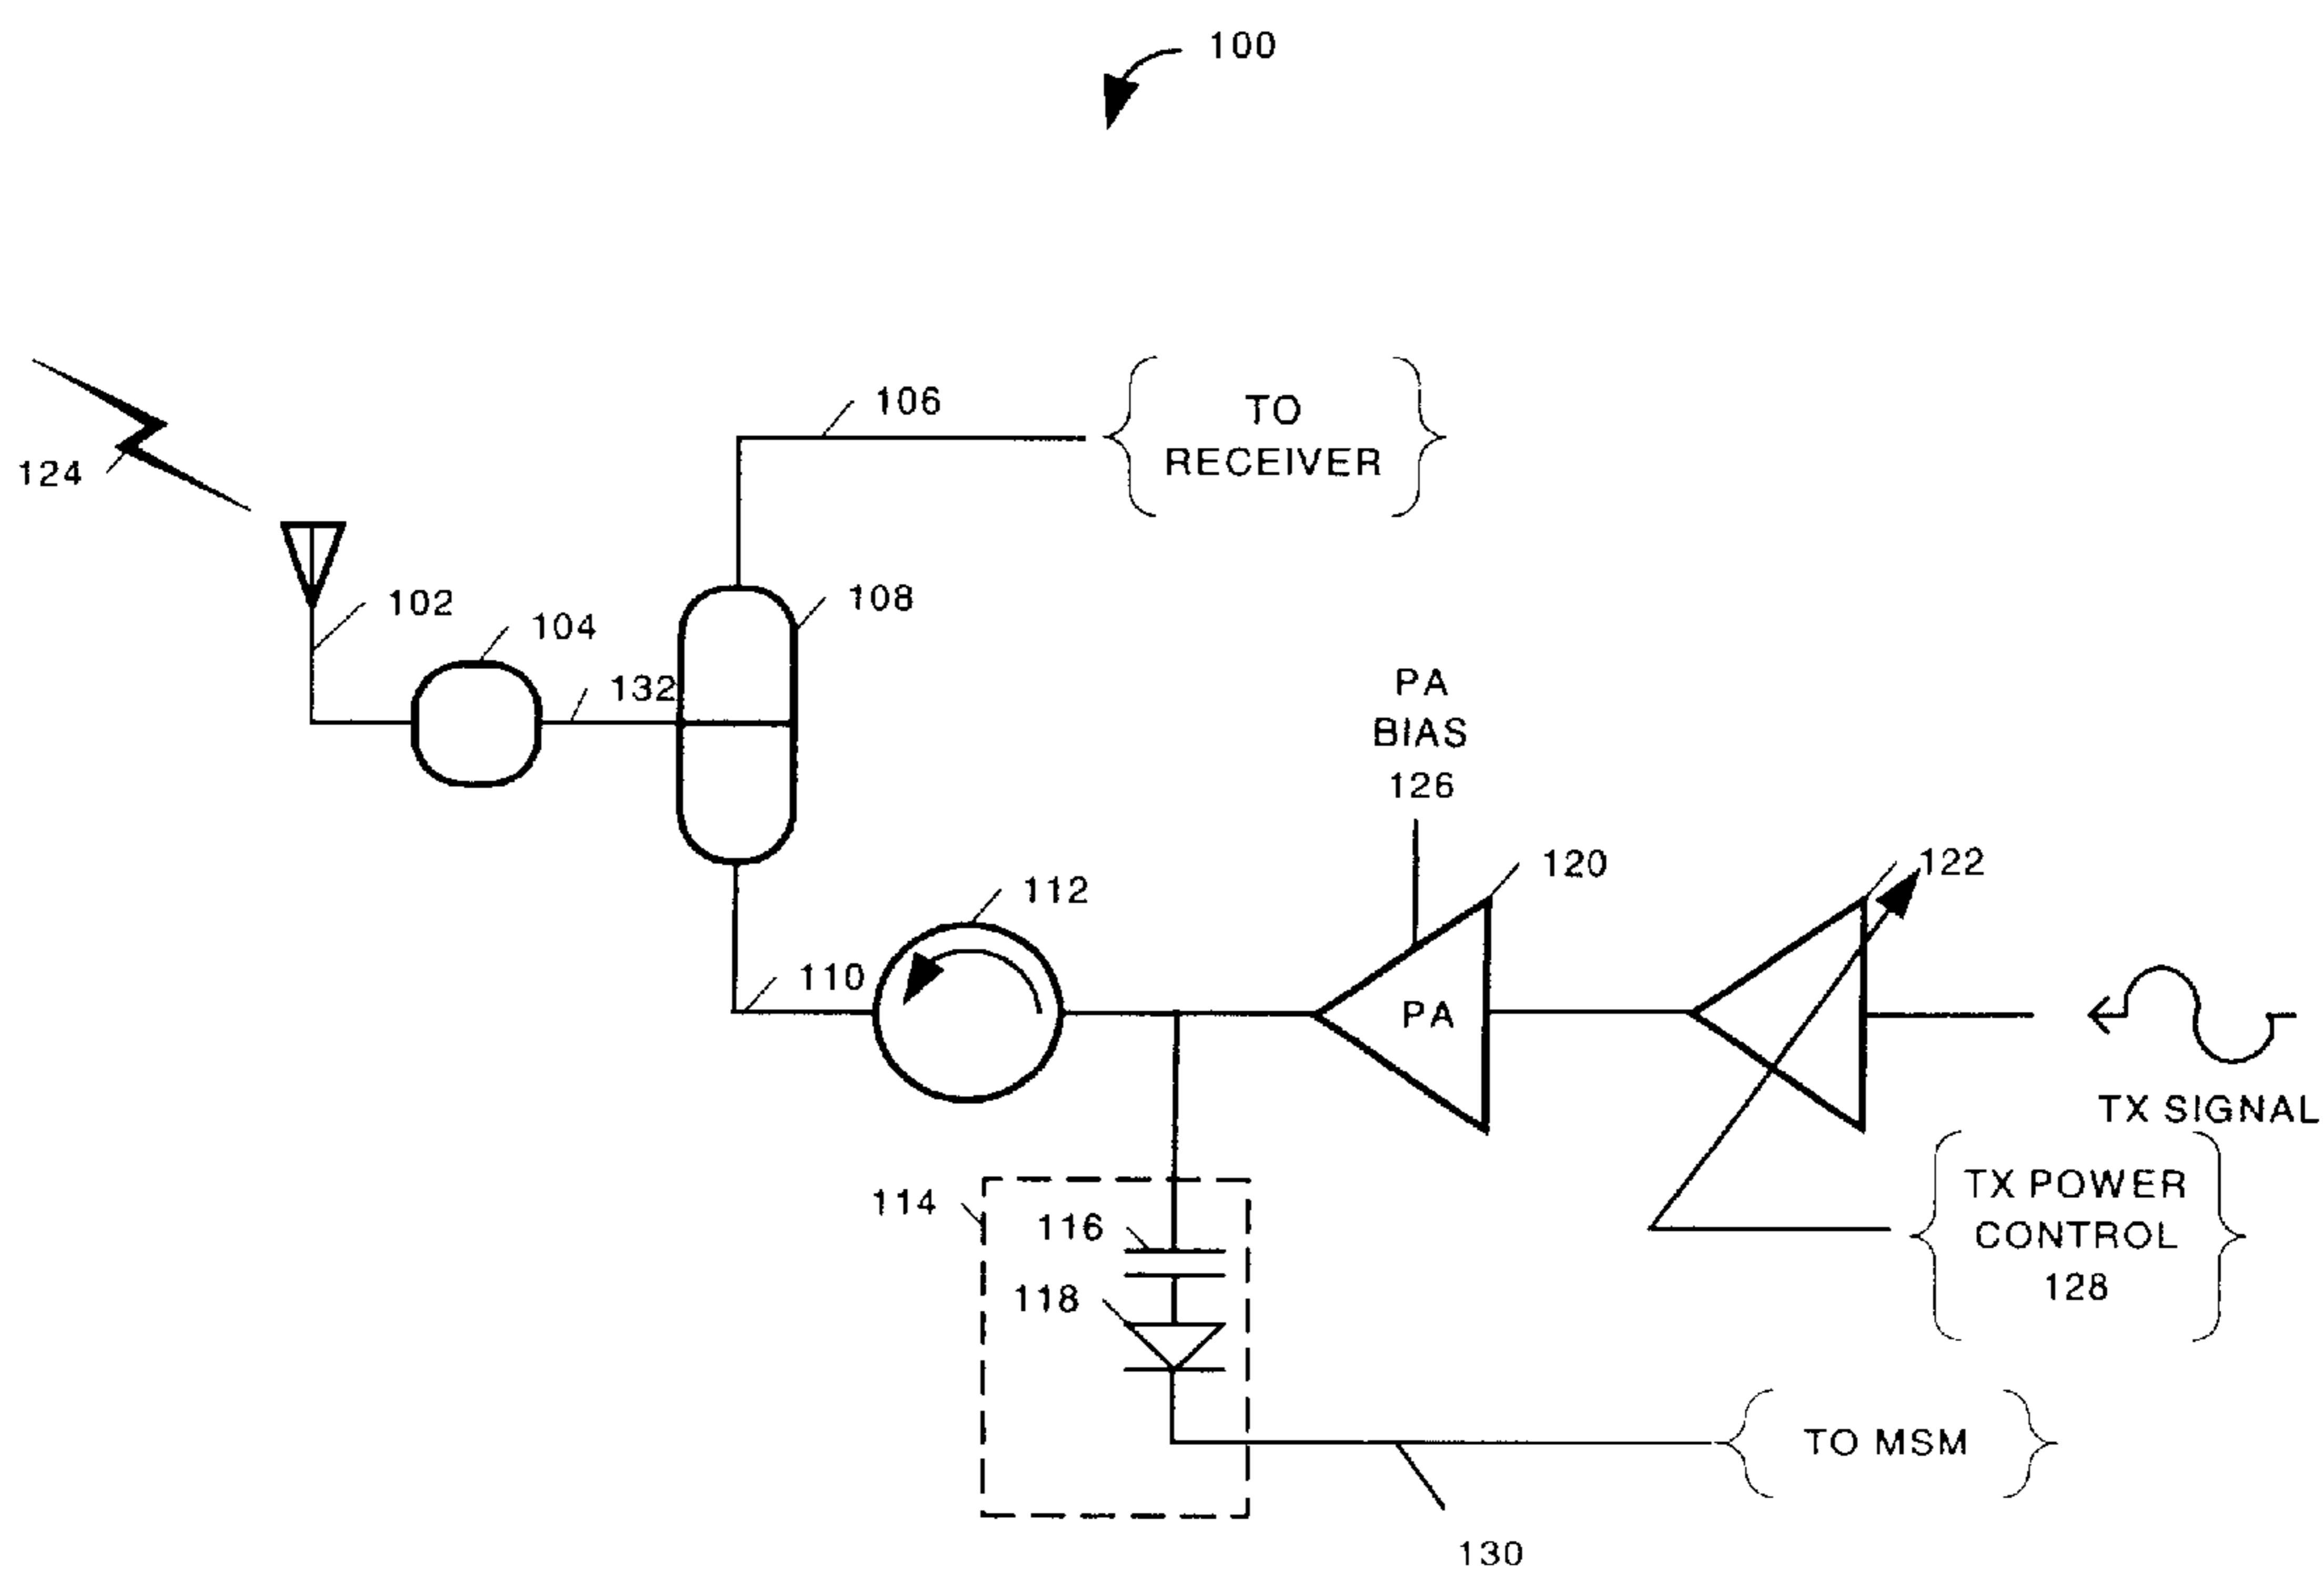 100
106
TO
RECEIVER
124
102
104
108
132
PA
BIAS
126
120
122
112
110
PA
TX SIGNAL
114
116
118
TX POWER
CONTROL
128
TO MSM
130